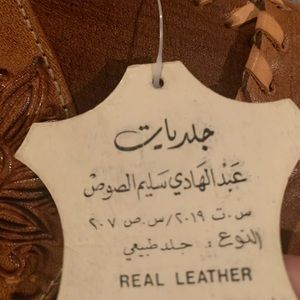 جلديات
عبد الهادي سليم الصوص
س.ت ٢٠١٩/س.ص ٢٠٧
النوع : جلد طبيعي
REAL LEATHER